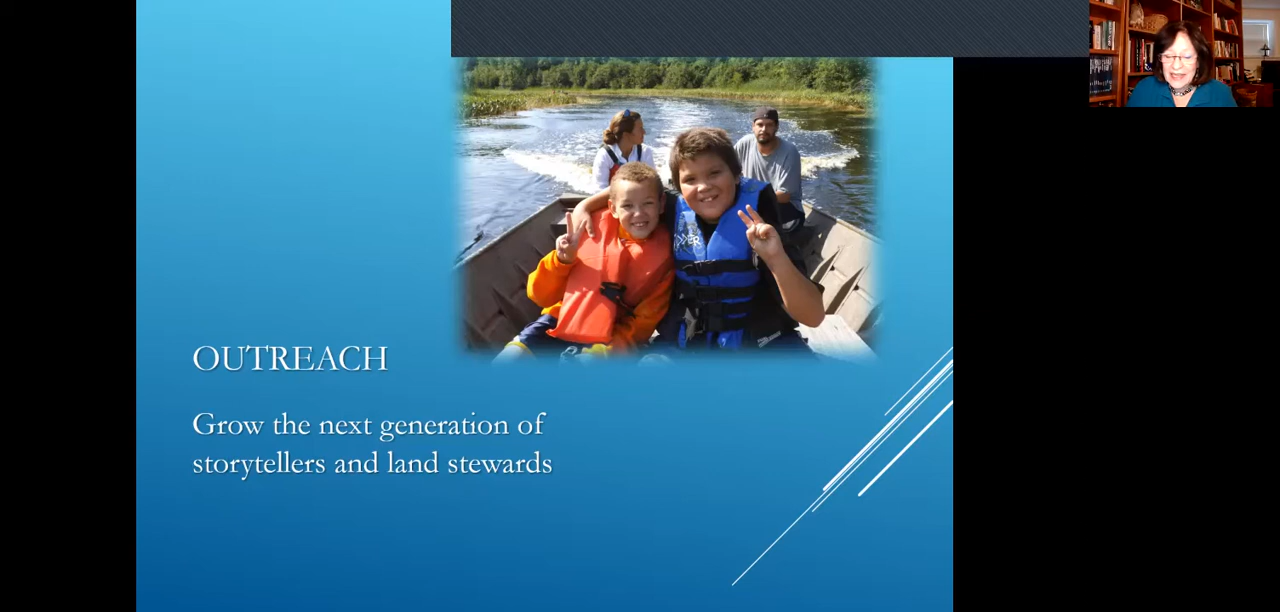 OUTREACH
Grow the next generation of
storytellers and land stewards